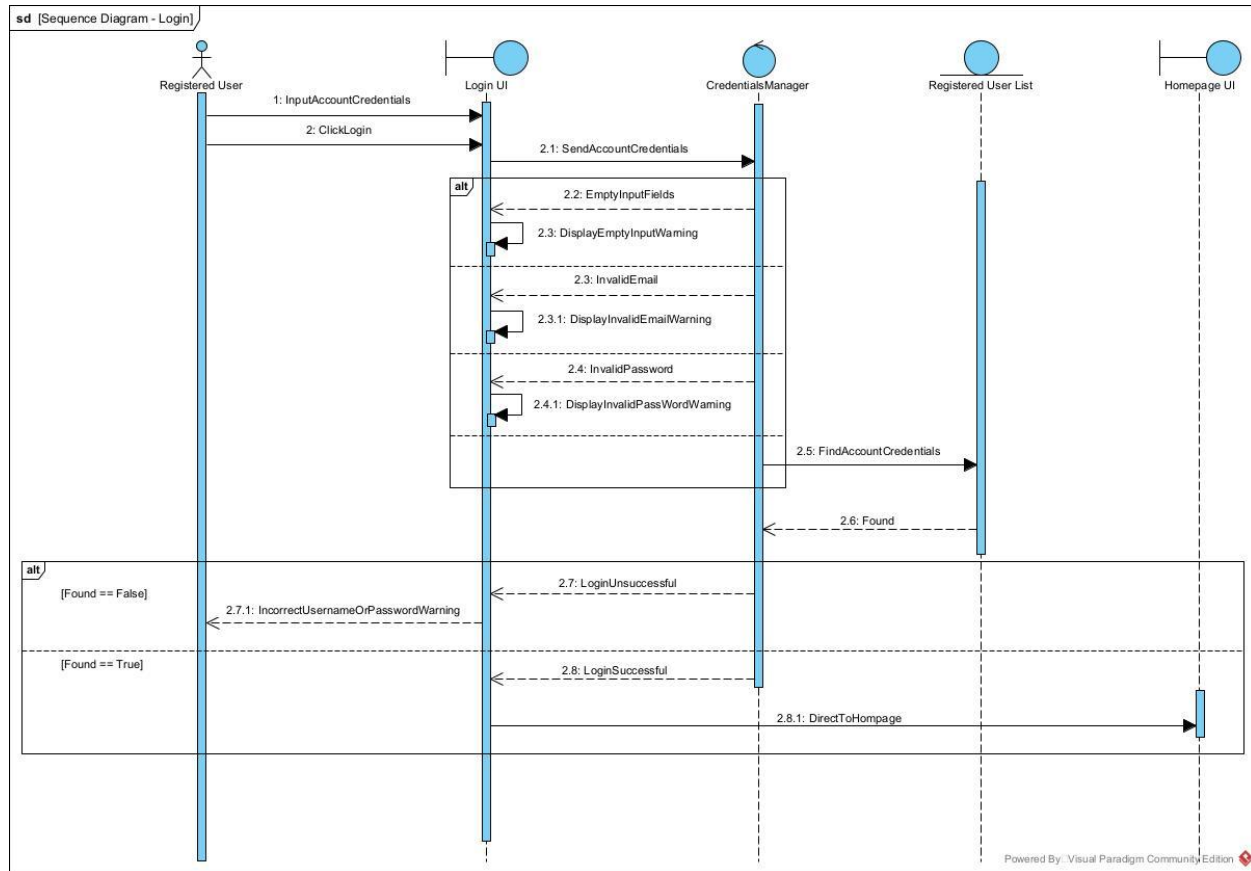 sd [Sequence Diagram - Login]
Registered User
Login UI
CredentialsManager
Registered User List
Homepage UI
1: InputAccountCredentials
2: ClickLogin
2.1: SendAccountCredentials
alt
2.2: EmptyInputFields
2.3: DisplayEmptyInputWarning
2.3: InvalidEmail
2.3.1: DisplayInvalidEmailWarning
2.4: InvalidPassword
2.4.1: DisplayInvalidPassWordWarning
2.5: FindAccountCredentials
2.6: Found
alt
[Found == False]
2.7: LoginUnsuccessful
2.7.1: IncorrectUsernameOrPasswordWarning
[Found == True]
2.8: LoginSuccessful
2.8.1: DirectToHompage
Powered By: Visual Paradigm Community Edition